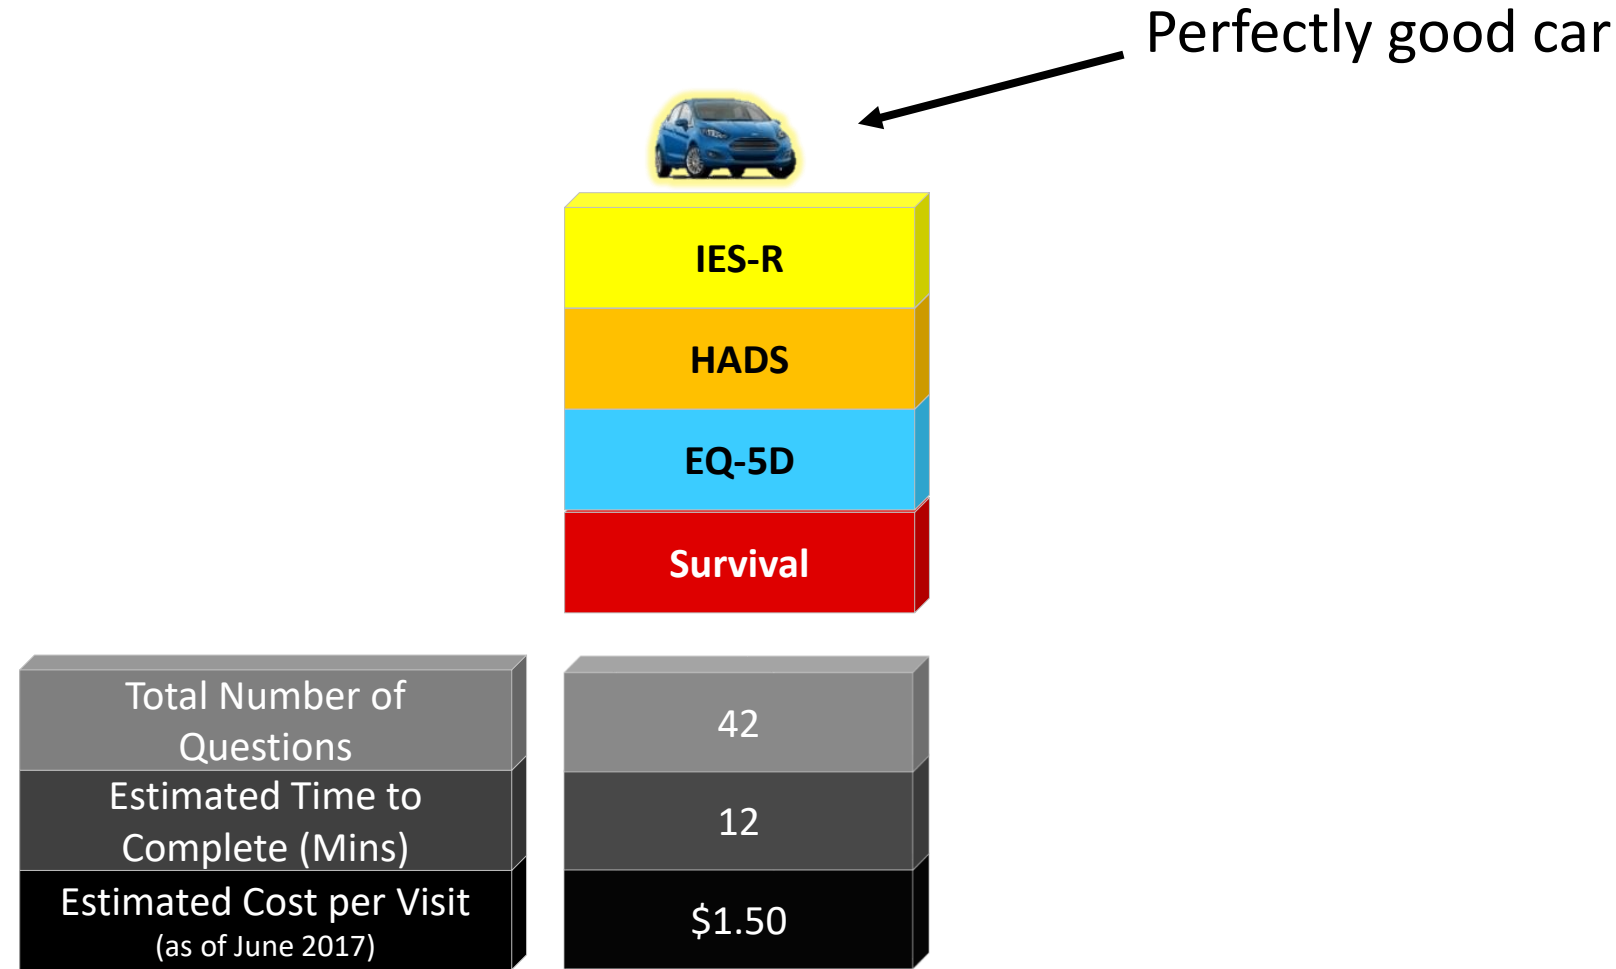 Perfectly good car
IES-R
HADS
EQ-5D
Survival
Total Number of
Questions
42
Estimated Time to
Complete (Mins)
12
Estimated Cost per Visit
(as of June 2017)
$1.50